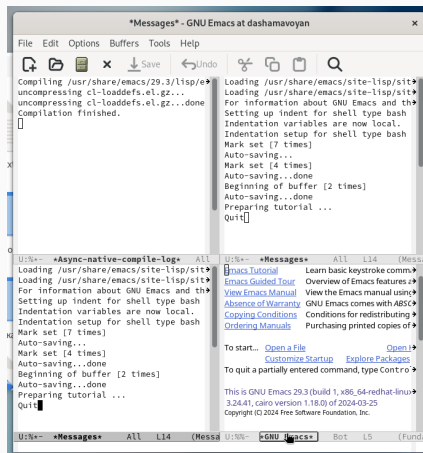 *Messages* - GNU Emacs at dashamavoyan
File Edit Options Buffers Tools Help
Save Undo
Compiling /usr/share/emacs/29.3/lisp/e
uncompressing cl-loaddefs.el.gz...
uncompressing cl-loaddefs.el.gz...done
Compilation finished.
U:%*- *Async-native-compile-log* All
Loading /usr/share/emacs/site-lisp/sit
Loading /usr/share/emacs/site-lisp/sit
For information about GNU Emacs and th
Setting up indent for shell type bash
Indentation variables are now local.
Indentation setup for shell type bash
Mark set [7 times]
Auto-saving...
Mark set [4 times]
Auto-saving...done
Beginning of buffer [2 times]
Auto-saving...done
Preparing tutorial ...
Quit
U:%*- *Messages* All L14 (Mess
Loading /usr/share/emacs/site-lisp/sit
Loading /usr/share/emacs/site-lisp/sit
For information about GNU Emacs and th
Setting up indent for shell type bash
Indentation variables are now local.
Indentation setup for shell type bash
Mark set [7 times]
Auto-saving...
Mark set [4 times]
Auto-saving...done
Beginning of buffer [2 times]
Auto-saving...done
Preparing tutorial ...
Quit
U:%*- *Messages* All L14 (Messa
Emacs Tutorial Learn basic keystroke comm
Emacs Guided Tour Overview of Emacs features a
View Emacs Manual View the Emacs manual using
Absence of Warranty GNU Emacs comes with ABSO
Copying Conditions Conditions for redistributing
Ordering Manuals Purchasing printed copies of
To start... Open a File Open H
Customize Startup Explore Packages
To quit a partially entered command, type Contro
This is GNU Emacs 29.3 (build 1, x86_64-redhat-linux
3.24.41, cairo version 1.18.0) of 2024-03-25
Copyright (C) 2024 Free Software Foundation, Inc.
U:%%- *GNU Emacs* Bot L5 (Funda